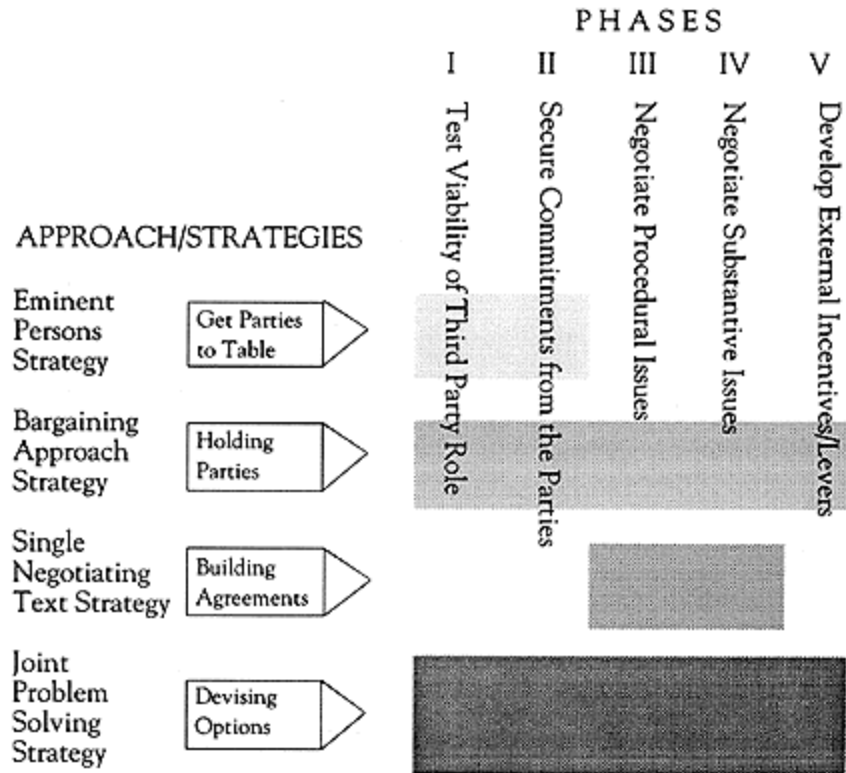 PHASES
I II III IV V
Test Viability of Third Party Role
Secure Commitments from the Parties
Negotiate Procedural Issues
Negotiate Substantive Issues
Develop External Incentives/Levers
APPROACH/STRATEGIES
Eminent
Persons
Strategy
Get Parties
to Table
Bargaining
Approach
Strategy
Holding
Parties
Single
Negotiating
Text Strategy
Building
Agreements
Joint
Problem
Solving
Strategy
Devising
Options